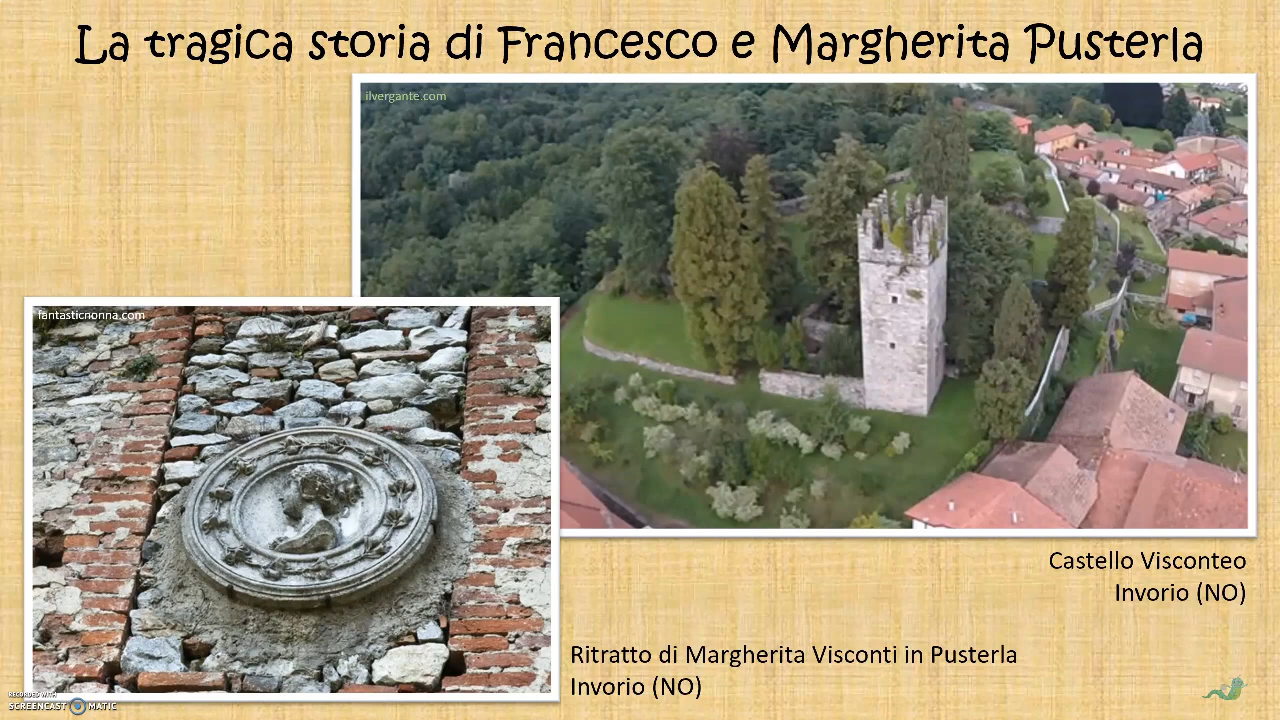 La tragica storia di Francesco e Margherita Pusterla
ilvergante.com
fantasticnonna.com
Castello Visconteo
Invorio (NO)
Ritratto di Margherita Visconti in Pusterla
Invorio (NO)
RECORDED WITH
SCREENCAST MATIC